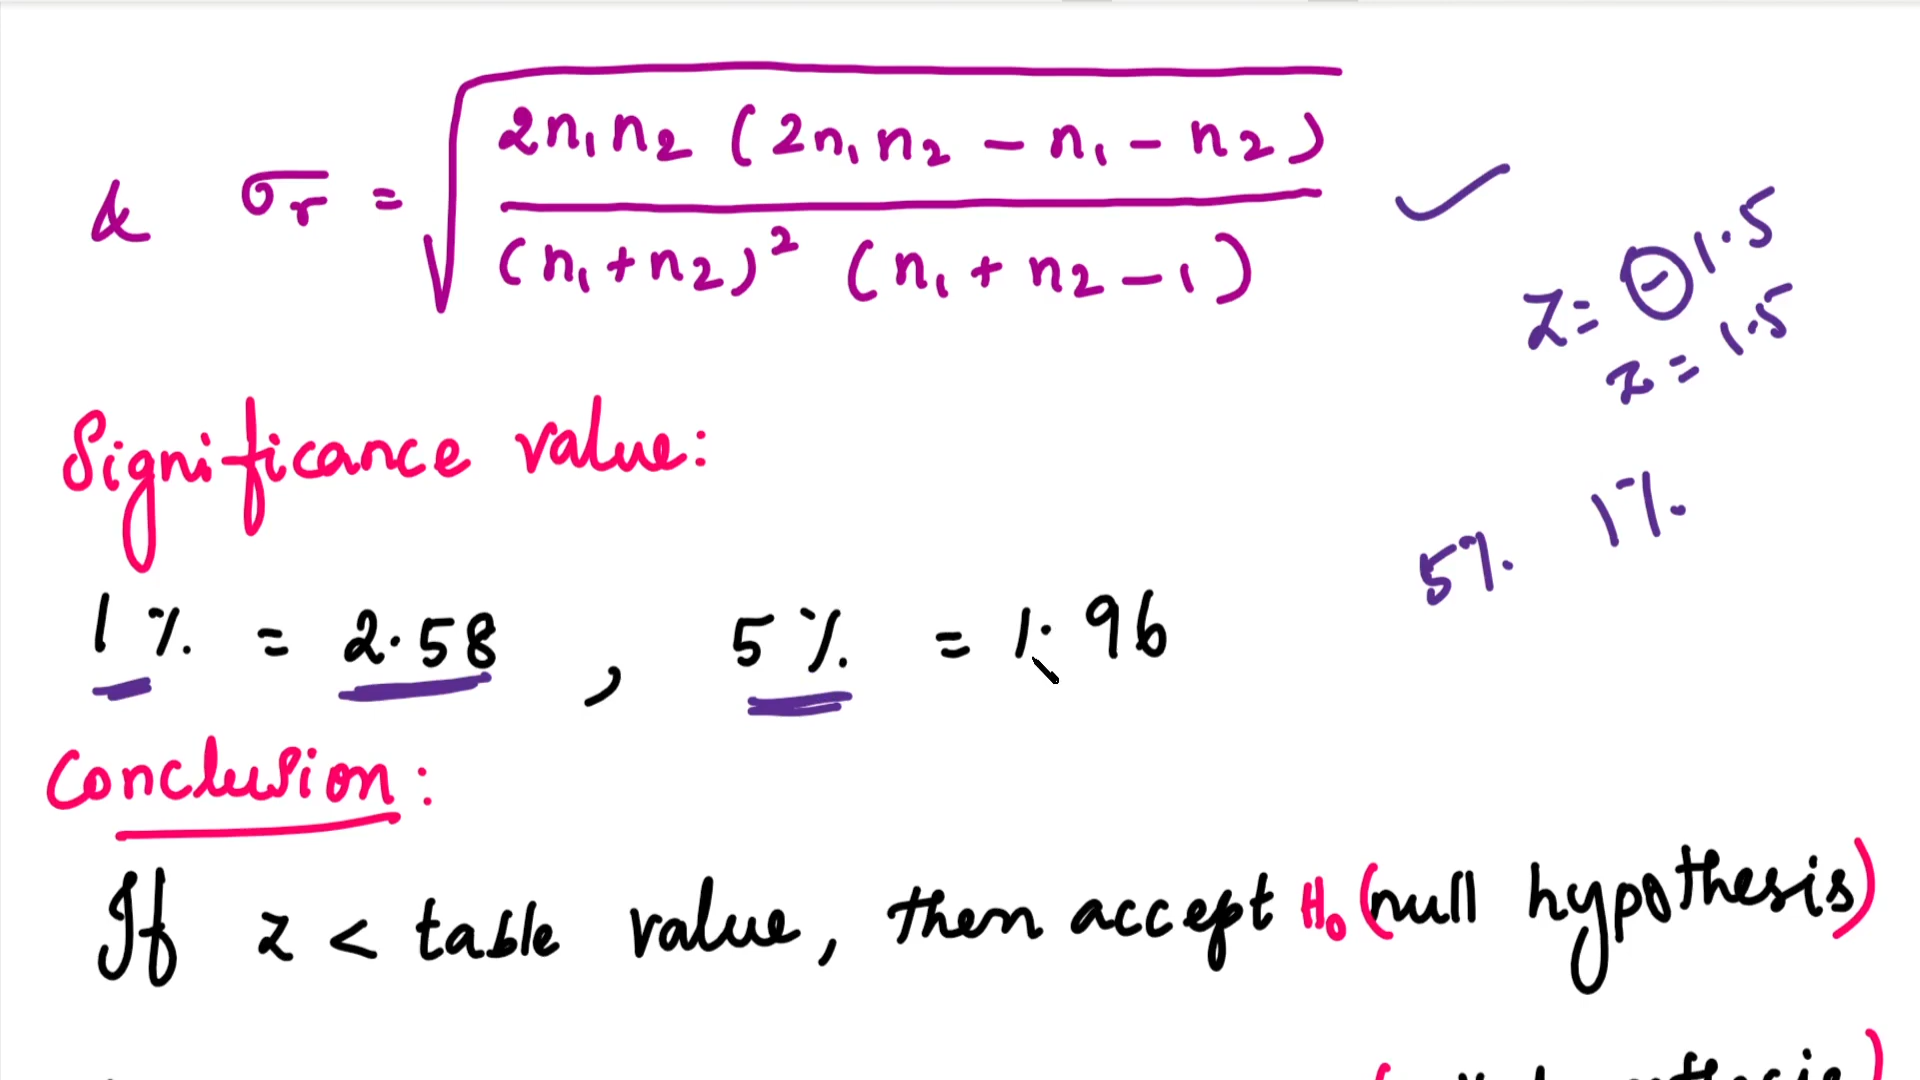 & σr = √ 2n₁n₂ (2n₁n₂ - n₁ - n₂)
(n₁+n₂)² (n₁ + n₂ - 1)
z = - 1.5
z = 1.5
Significance value:
5%. 1%.
1 %. = 2.58 , 5 %. = 1.96
Conclusion :
If z < table value, then accept H₀ (null hypothesis)